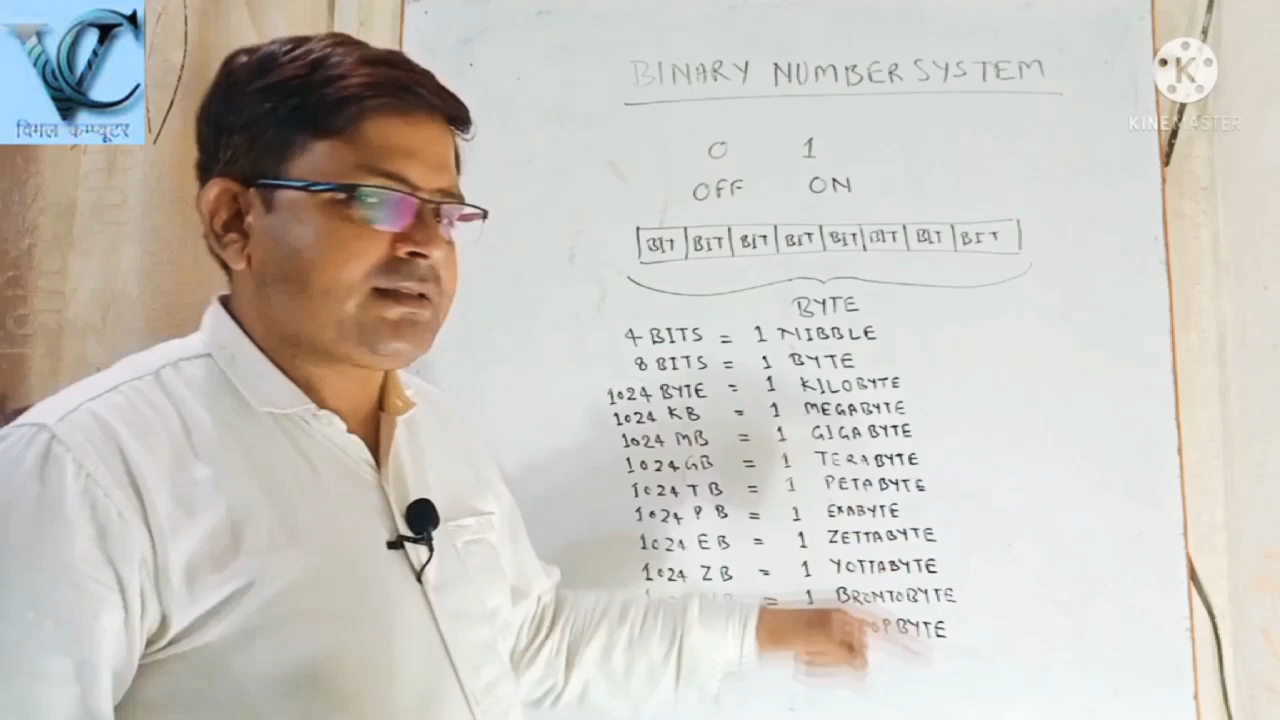 VC
विमल कम्प्यूटर
K
KINEMASTER
BINARY NUMBER SYSTEM
0 1
OFF ON
BIT BIT BIT BIT BIT BIT BIT BIT
BYTE
4 BITS = 1 NIBBLE
8 BITS = 1 BYTE
1024 BYTE = 1 KILOBYTE
1024 KB = 1 MEGABYTE
1024 MB = 1 GIGABYTE
1024 GB = 1 TERABYTE
1024 TB = 1 PETABYTE
1024 PB = 1 EXABYTE
1024 EB = 1 ZETTABYTE
1024 ZB = 1 YOTTABYTE
= 1 BRONTOBYTE